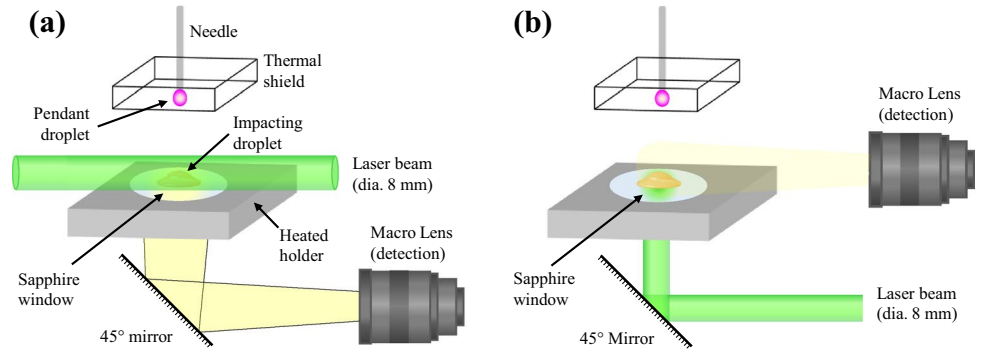 (a)
Needle
Thermal
shield
Pendant
droplet
Impacting
droplet
Laser beam
(dia. 8 mm)
Heated
holder
Macro Lens
(detection)
Sapphire
window
45° mirror
(b)
Macro Lens
(detection)
Sapphire
window
Laser beam
(dia. 8 mm)
45° Mirror